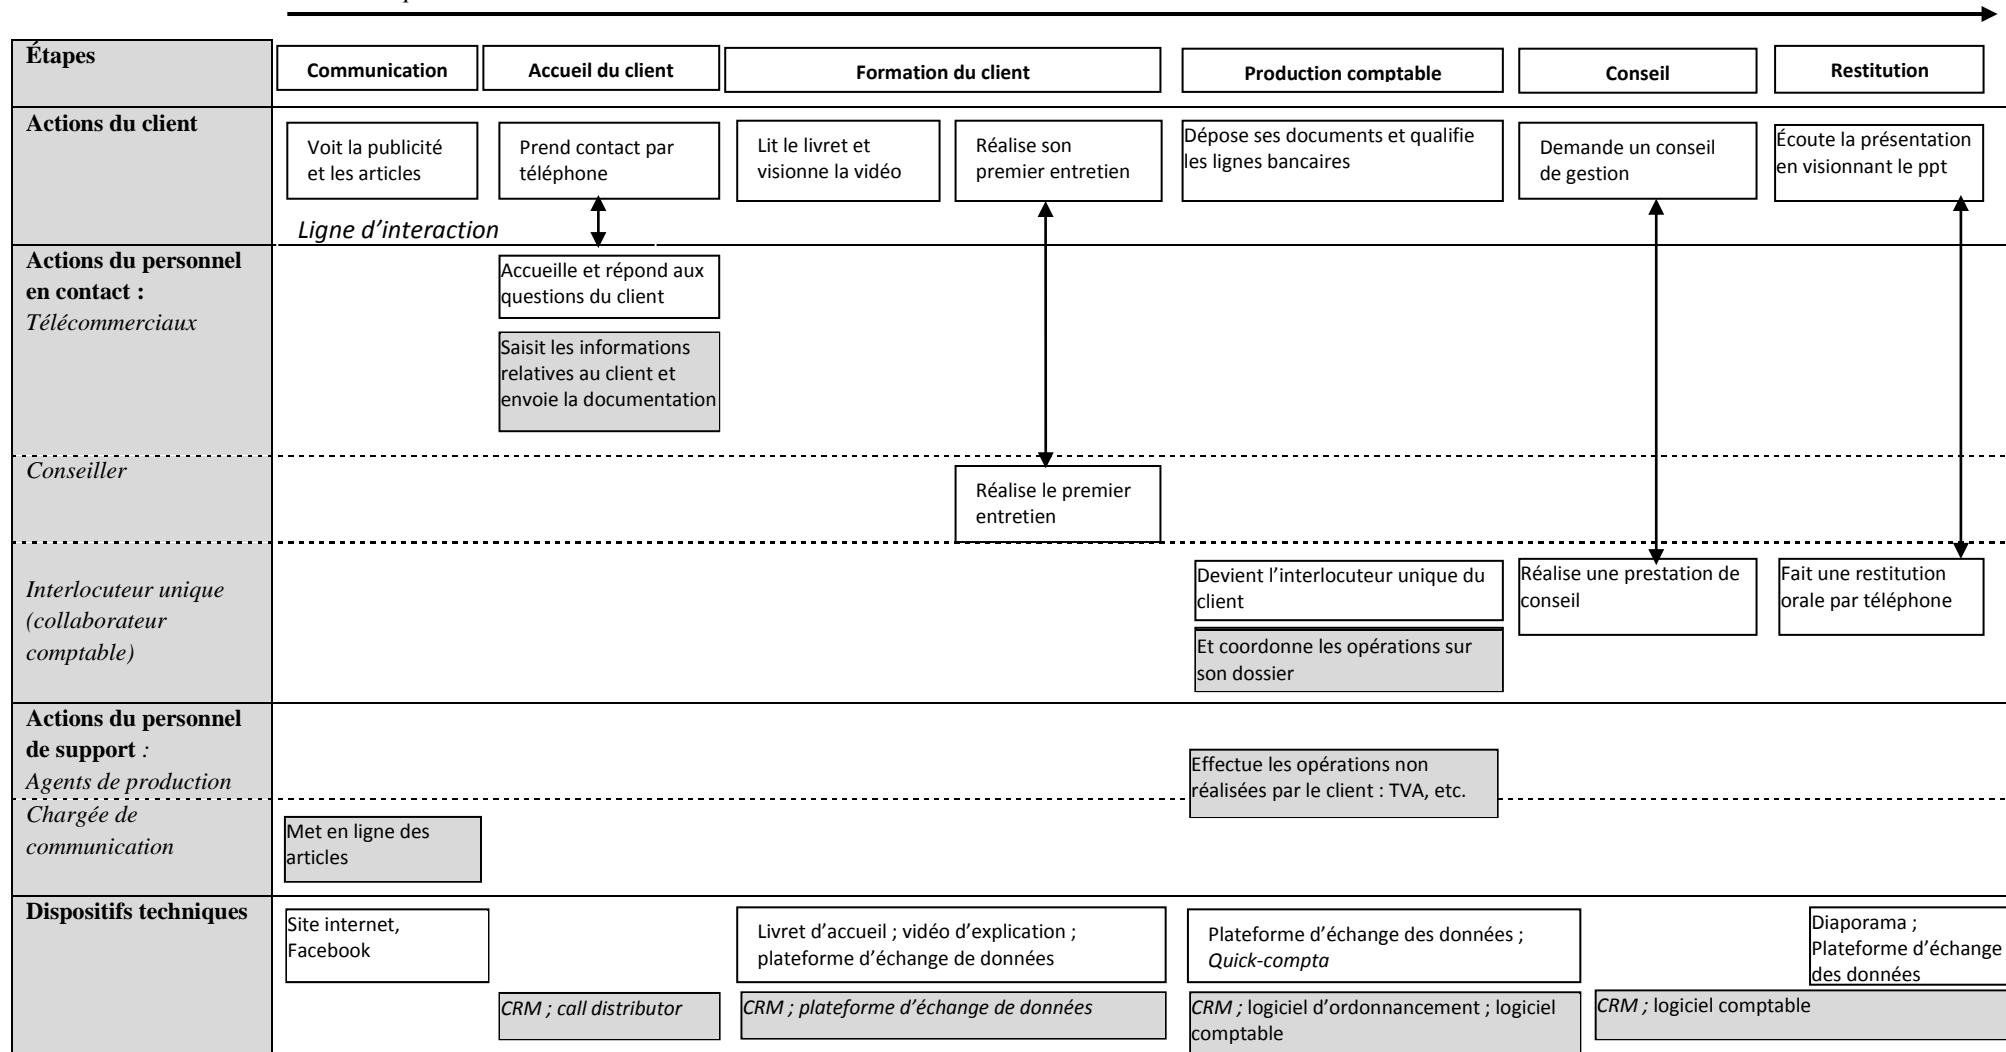 Étapes
Communication
Accueil du client
Formation du client
Production comptable
Conseil
Restitution
Actions du client
Voit la publicité
et les articles
Prend contact par
téléphone
Lit le livret et
visionne la vidéo
Réalise son
premier entretien
Dépose ses documents et qualifie
les lignes bancaires
Demande un conseil
de gestion
Écoute la présentation
en visionnant le ppt
Ligne d’interaction
Actions du personnel
en contact :
Télécommerciaux
Accueille et répond aux
questions du client
Saisit les informations
relatives au client et
envoie la documentation
Conseiller
Réalise le premier
entretien
Interlocuteur unique
(collaborateur
comptable)
Devient l’interlocuteur unique du
client
Et coordonne les opérations sur
son dossier
Réalise une prestation de
conseil
Fait une restitution
orale par téléphone
Actions du personnel
de support :
Agents de production
Effectue les opérations non
réalisées par le client : TVA, etc.
Chargée de
communication
Met en ligne des
articles
Dispositifs techniques
Site internet,
Facebook
Livret d’accueil ; vidéo d’explication ;
plateforme d’échange de données
Plateforme d’échange des données ;
Quick-compta
Diaporama ;
Plateforme d’échange
des données
CRM ; call distributor
CRM ; plateforme d’échange de données
CRM ; logiciel d’ordonnancement ; logiciel
comptable
CRM ; logiciel comptable